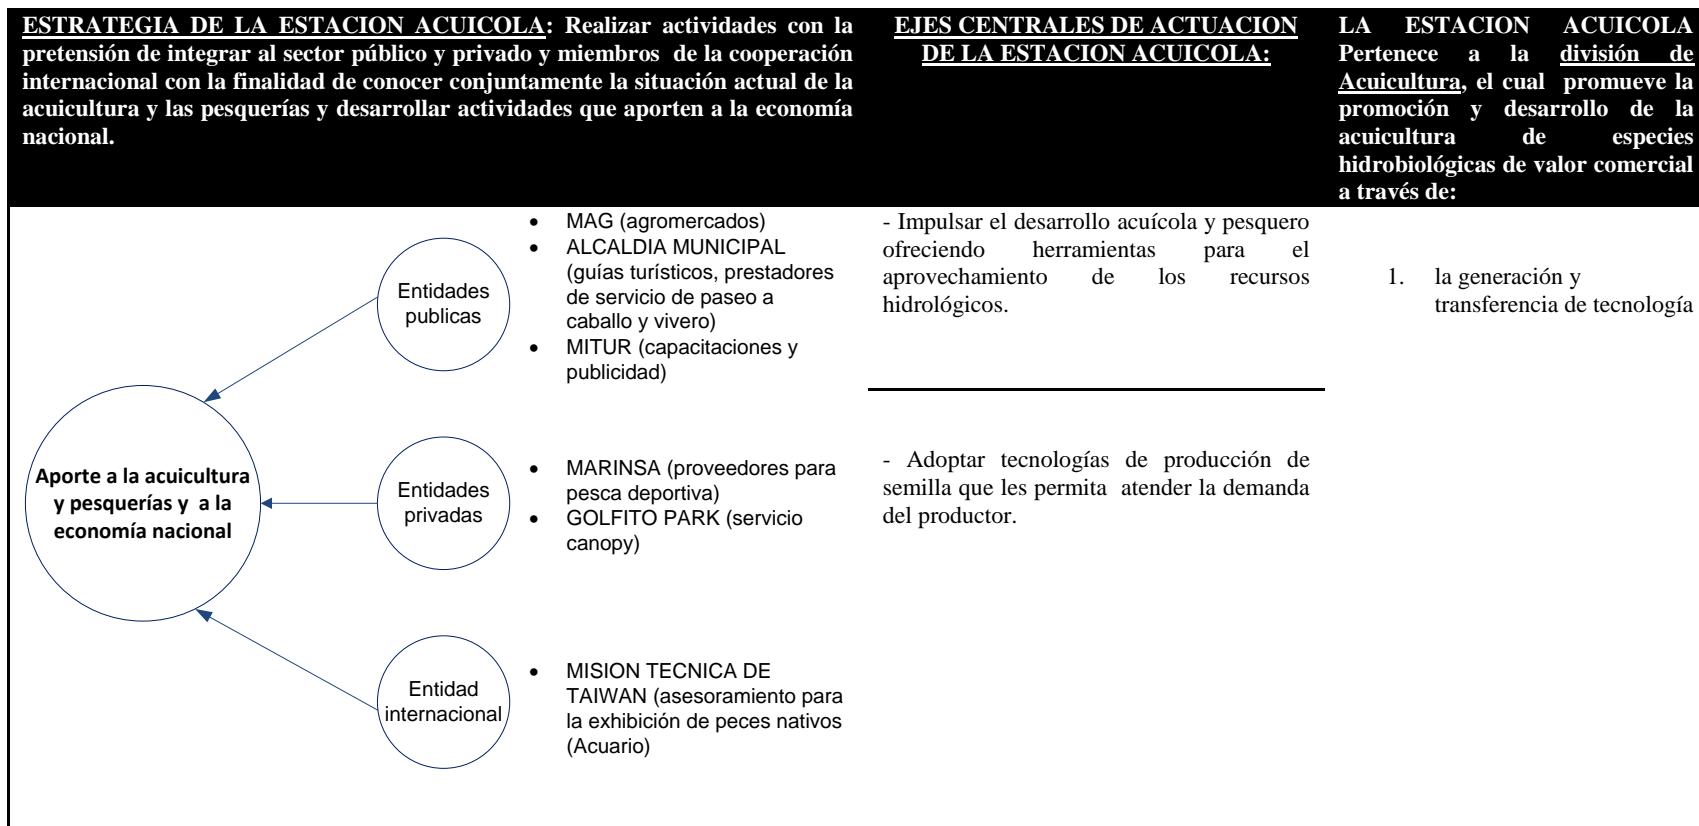 ESTRATEGIA DE LA ESTACION ACUICOLA: Realizar actividades con la
pretensión de integrar al sector público y privado y miembros de la cooperación
internacional con la finalidad de conocer conjuntamente la situación actual de la
acuicultura y las pesquerías y desarrollar actividades que aporten a la economía
nacional.
EJES CENTRALES DE ACTUACION
DE LA ESTACION ACUICOLA:
LA ESTACION ACUICOLA
Pertenece a la división de
Acuicultura, el cual promueve la
promoción y desarrollo de la
acuicultura de especies
hidrobiológicas de valor comercial
a través de:
Aporte a la acuicultura
y pesquerías y a la
economía nacional
Entidades
publicas
• MAG (agromercados)
• ALCALDIA MUNICIPAL
(guías turísticos, prestadores
de servicio de paseo a
caballo y vivero)
• MITUR (capacitaciones y
publicidad)
Entidades
privadas
• MARINSA (proveedores para
pesca deportiva)
• GOLFITO PARK (servicio
canopy)
Entidad
internacional
• MISION TECNICA DE
TAIWAN (asesoramiento para
la exhibición de peces nativos
(Acuario)
- Impulsar el desarrollo acuícola y pesquero
ofreciendo herramientas para el
aprovechamiento de los recursos
hidrológicos.
- Adoptar tecnologías de producción de
semilla que les permita atender la demanda
del productor.
1. la generación y
transferencia de tecnología